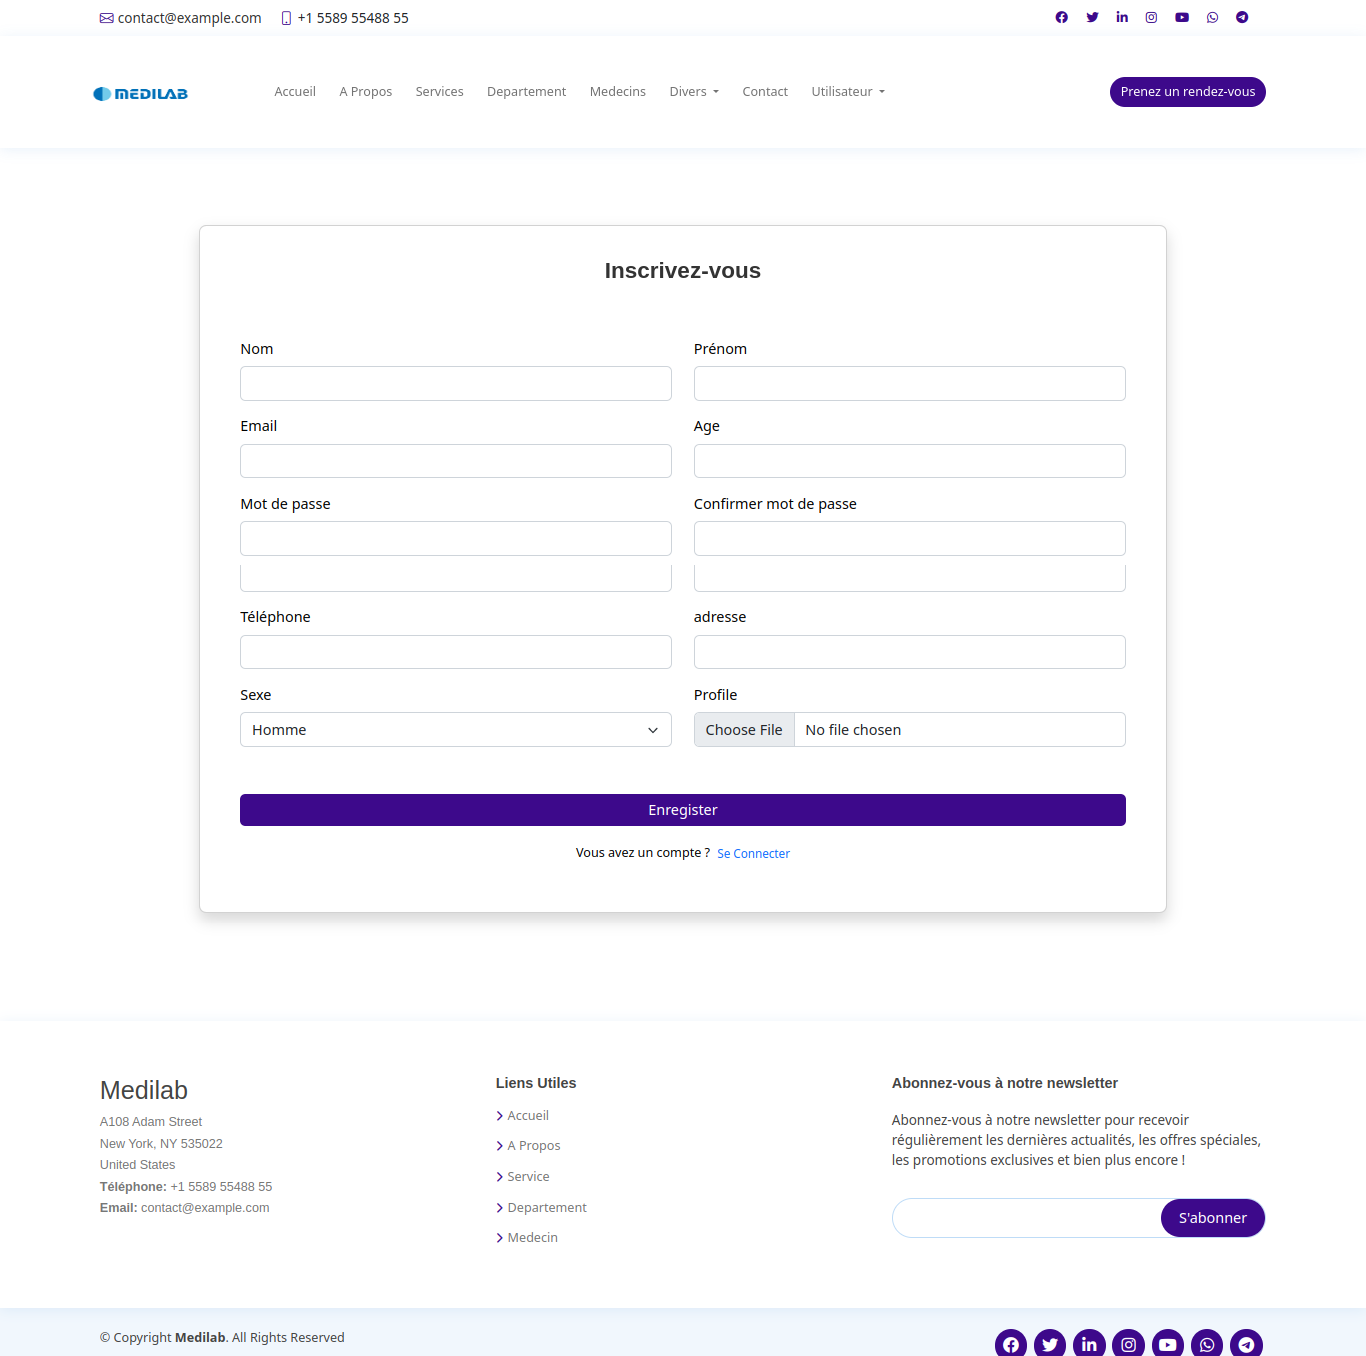 contact@example.com +1 5589 55488 55
MEDILAB
Accueil A Propos Services Departement Medecins Divers Contact Utilisateur
Prenez un rendez-vous
Inscrivez-vous
Nom Prénom
Email Age
Mot de passe Confirmer mot de passe
Téléphone adresse
Sexe Profile
Homme Choose File No file chosen
Enregister
Vous avez un compte ? Se Connecter
Medilab
A108 Adam Street
New York, NY 535022
United States
Téléphone: +1 5589 55488 55
Email: contact@example.com
Liens Utiles
Accueil
A Propos
Service
Departement
Medecin
Abonnez-vous à notre newsletter
Abonnez-vous à notre newsletter pour recevoir
régulièrement les dernières actualités, les offres spéciales,
les promotions exclusives et bien plus encore !
S'abonner
© Copyright Medilab. All Rights Reserved